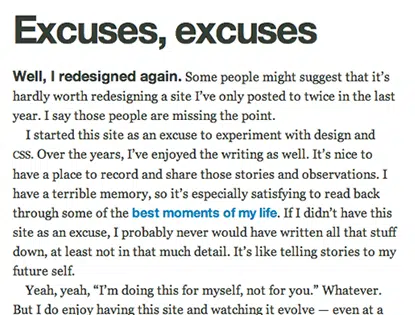 Excuses, excuses
Well, I redesigned again. Some people might suggest that it’s
hardly worth redesigning a site I’ve only posted to twice in the last
year. I say those people are missing the point.
I started this site as an excuse to experiment with design and
CSS. Over the years, I’ve enjoyed the writing as well. It’s nice to
have a place to record and share those stories and observations. I
have a terrible memory, so it’s especially satisfying to read back
through some of the best moments of my life. If I didn’t have this
site as an excuse, I probably never would have written all that stuff
down, at least not in that much detail. It’s like telling stories to my
future self.
Yeah, yeah, “I’m doing this for myself, not for you.” Whatever.
But I do enjoy having this site and watching it evolve — even at a